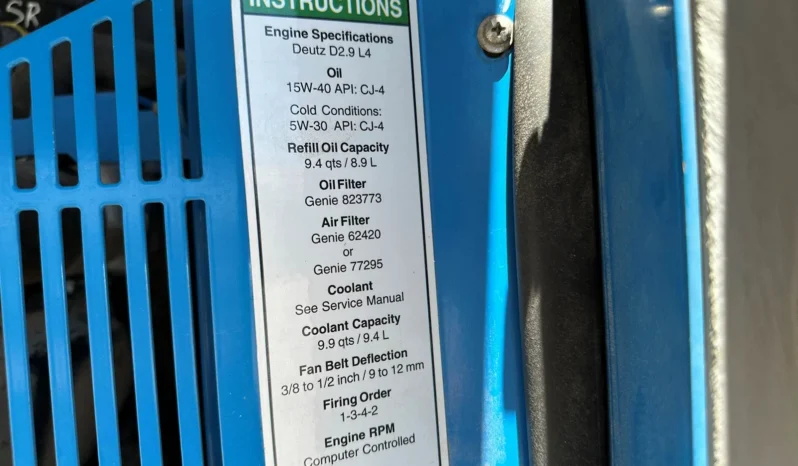 SR
INSTRUCTIONS
Engine Specifications
Deutz D2.9 L4
Oil
15W-40 API: CJ-4
Cold Conditions:
5W-30 API: CJ-4
Refill Oil Capacity
9.4 qts / 8.9 L
Oil Filter
Genie 823773
Air Filter
Genie 62420
or
Genie 77295
Coolant
See Service Manual
Coolant Capacity
9.9 qts / 9.4 L
Fan Belt Deflection
3/8 to 1/2 inch / 9 to 12 mm
Firing Order
1-3-4-2
Engine RPM
Computer Controlled